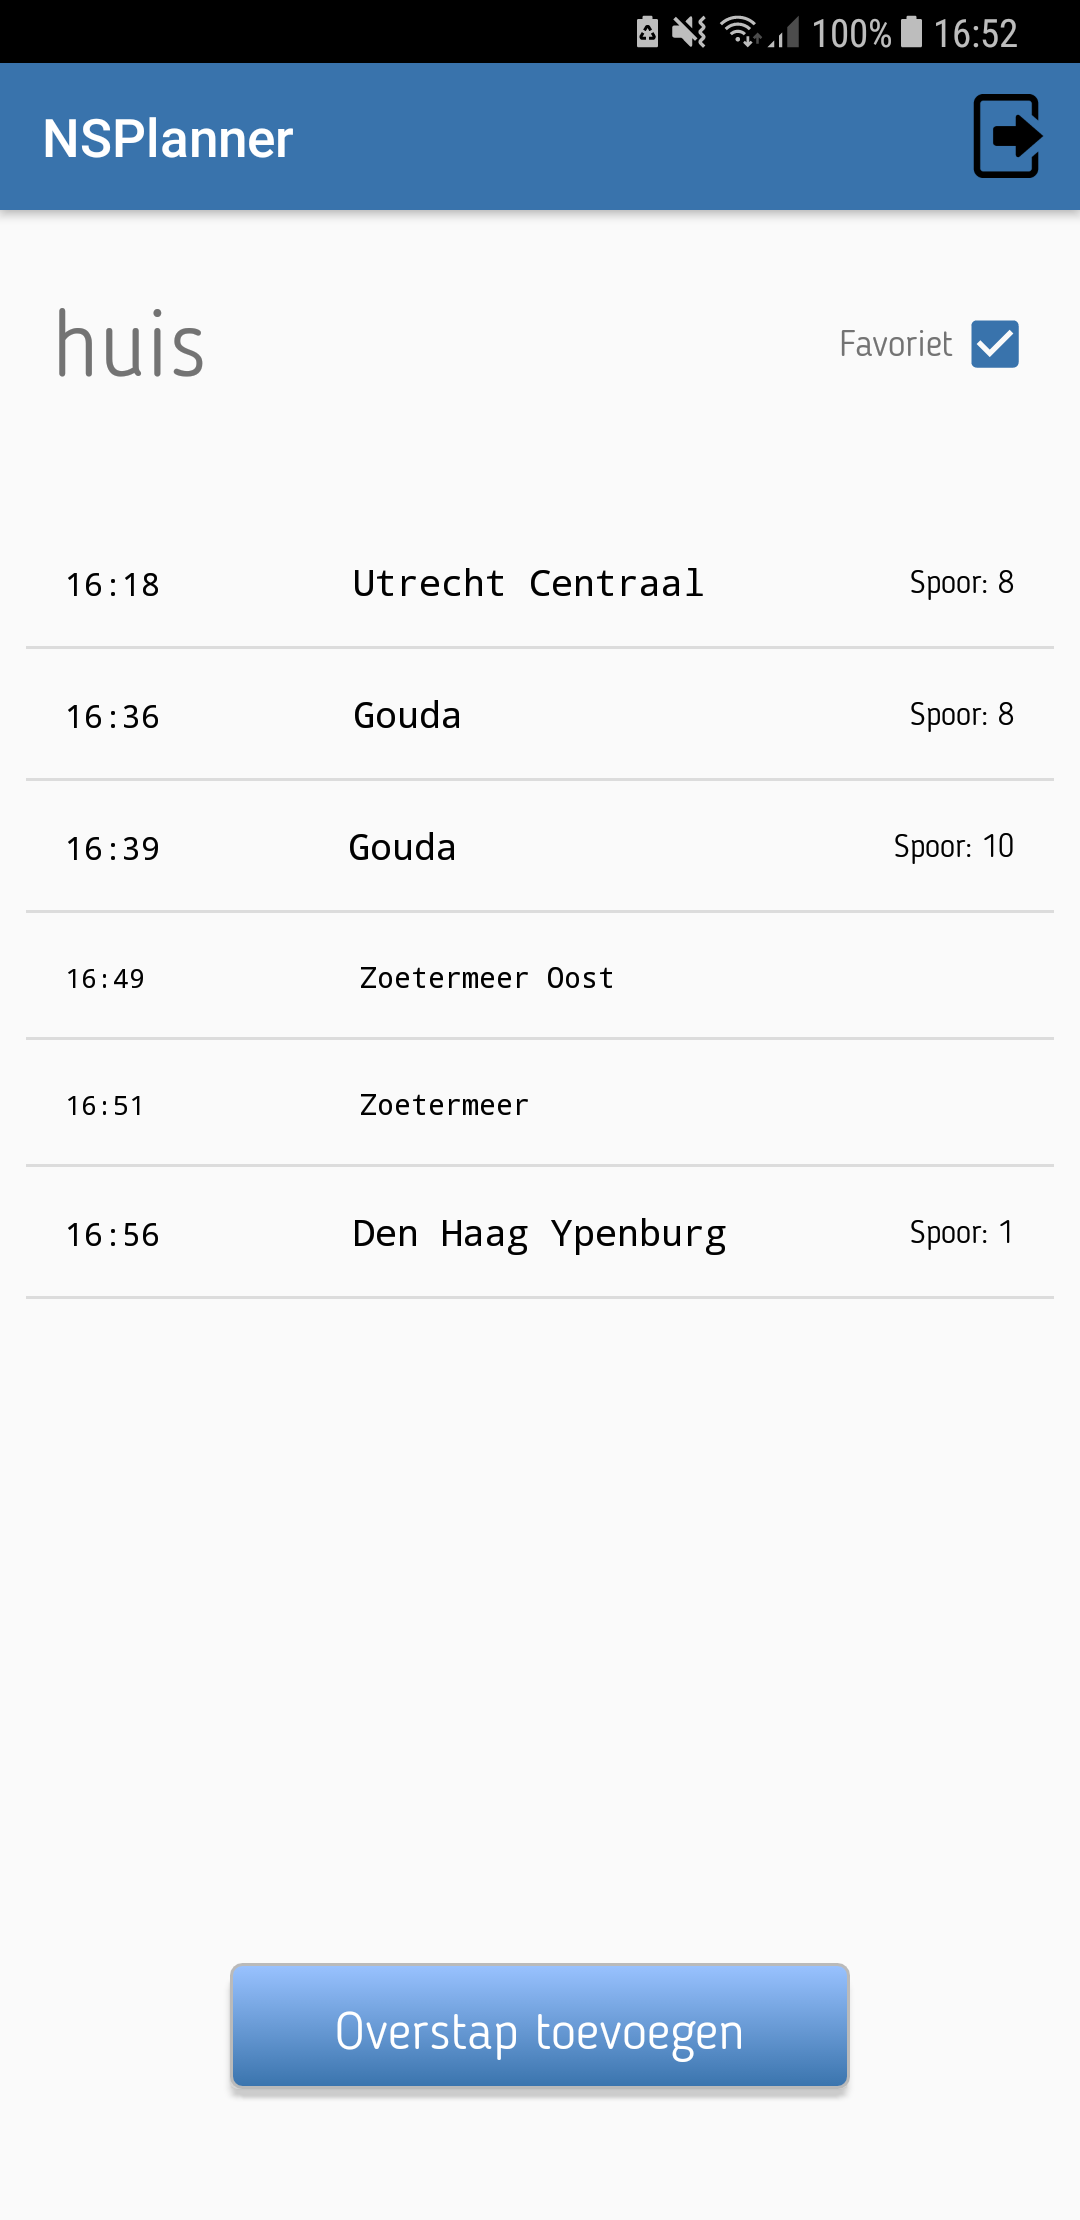 100% 16:52
NSPlanner
huis
Favoriet
16:18 Utrecht Centraal Spoor: 8
16:36 Gouda Spoor: 8
16:39 Gouda Spoor: 10
16:49 Zoetermeer Oost
16:51 Zoetermeer
16:56 Den Haag Ypenburg Spoor: 1
Overstap toevoegen